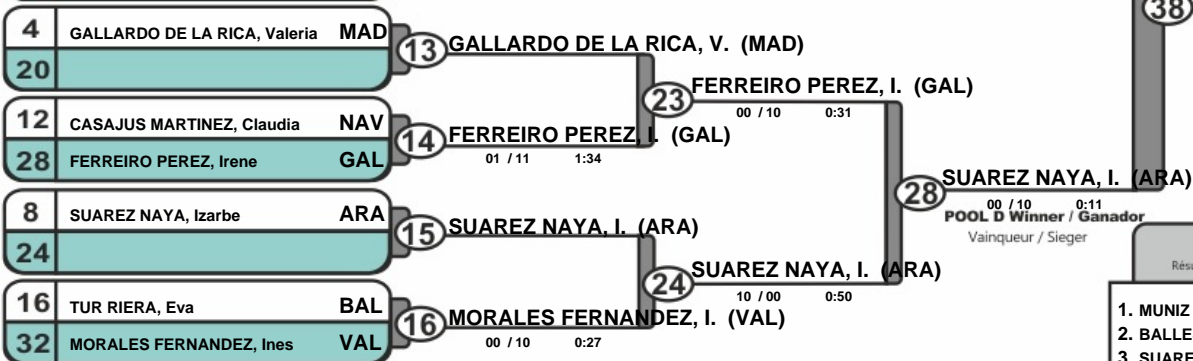 38
4 GALLARDO DE LA RICA, Valeria MAD
20
13 GALLARDO DE LA RICA, V. (MAD)
23 FERREIRO PEREZ, I. (GAL)
00 / 10 0:31
12 CASAJUS MARTINEZ, Claudia NAV
28 FERREIRO PEREZ, Irene GAL
14 FERREIRO PEREZ, I. (GAL)
01 / 11 1:34
28 SUAREZ NAYA, I. (ARA)
00 / 10 0:11
POOL D Winner / Ganador
Vainqueur / Sieger
8 SUAREZ NAYA, Izarbe ARA
24
15 SUAREZ NAYA, I. (ARA)
24 SUAREZ NAYA, I. (ARA)
10 / 00 0:50
16 TUR RIERA, Eva BAL
32 MORALES FERNANDEZ, Ines VAL
16 MORALES FERNANDEZ, I. (VAL)
00 / 10 0:27
Résu
1. MUNIZ
2. BALLE
3. SUARE